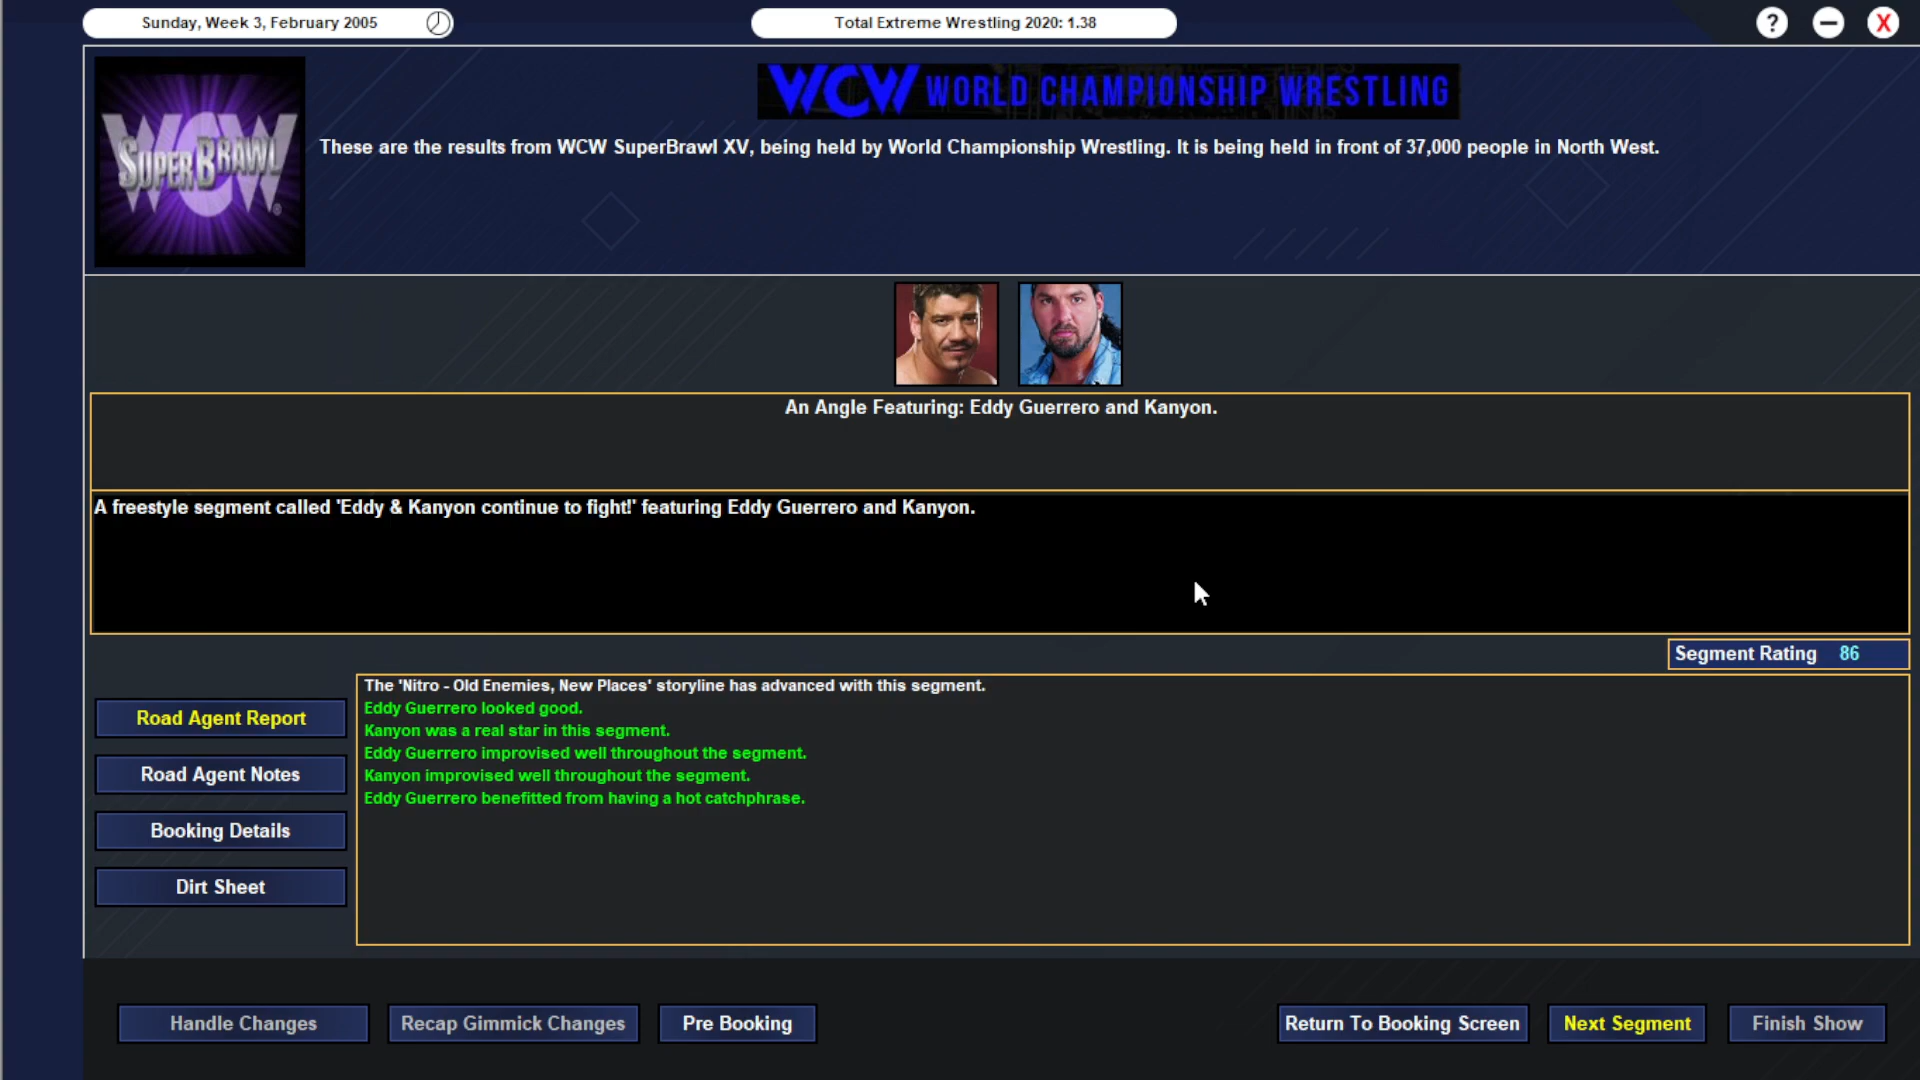 Sunday, Week 3, February 2005
Total Extreme Wrestling 2020: 1.38
?
X
WCW WORLD CHAMPIONSHIP WRESTLING
WCW
SUPERBRAWL
These are the results from WCW SuperBrawl XV, being held by World Championship Wrestling. It is being held in front of 37,000 people in North West.
An Angle Featuring: Eddy Guerrero and Kanyon.
A freestyle segment called 'Eddy & Kanyon continue to fight!' featuring Eddy Guerrero and Kanyon.
Segment Rating 86
The 'Nitro - Old Enemies, New Places' storyline has advanced with this segment.
Eddy Guerrero looked good.
Kanyon was a real star in this segment.
Eddy Guerrero improvised well throughout the segment.
Kanyon improvised well throughout the segment.
Eddy Guerrero benefitted from having a hot catchphrase.
Road Agent Report
Road Agent Notes
Booking Details
Dirt Sheet
Handle Changes
Recap Gimmick Changes
Pre Booking
Return To Booking Screen
Next Segment
Finish Show